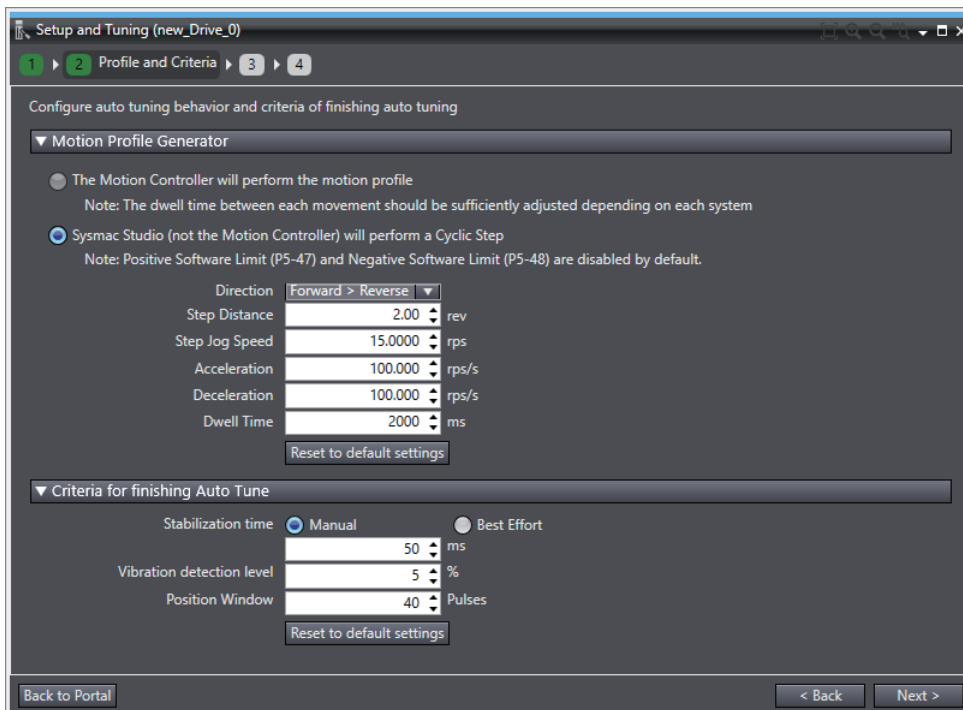 Setup and Tuning (new_Drive_0)
1 2 Profile and Criteria 3 4
Configure auto tuning behavior and criteria of finishing auto tuning
Motion Profile Generator
The Motion Controller will perform the motion profile
Note: The dwell time between each movement should be sufficiently adjusted depending on each system
Sysmac Studio (not the Motion Controller) will perform a Cyclic Step
Note: Positive Software Limit (P5-47) and Negative Software Limit (P5-48) are disabled by default.
Direction Forward > Reverse
Step Distance 2.00 rev
Step Jog Speed 15.0000 rps
Acceleration 100.000 rps/s
Deceleration 100.000 rps/s
Dwell Time 2000 ms
Reset to default settings
Criteria for finishing Auto Tune
Stabilization time Manual Best Effort
50 ms
Vibration detection level 5 %
Position Window 40 Pulses
Reset to default settings
Back to Portal < Back Next >